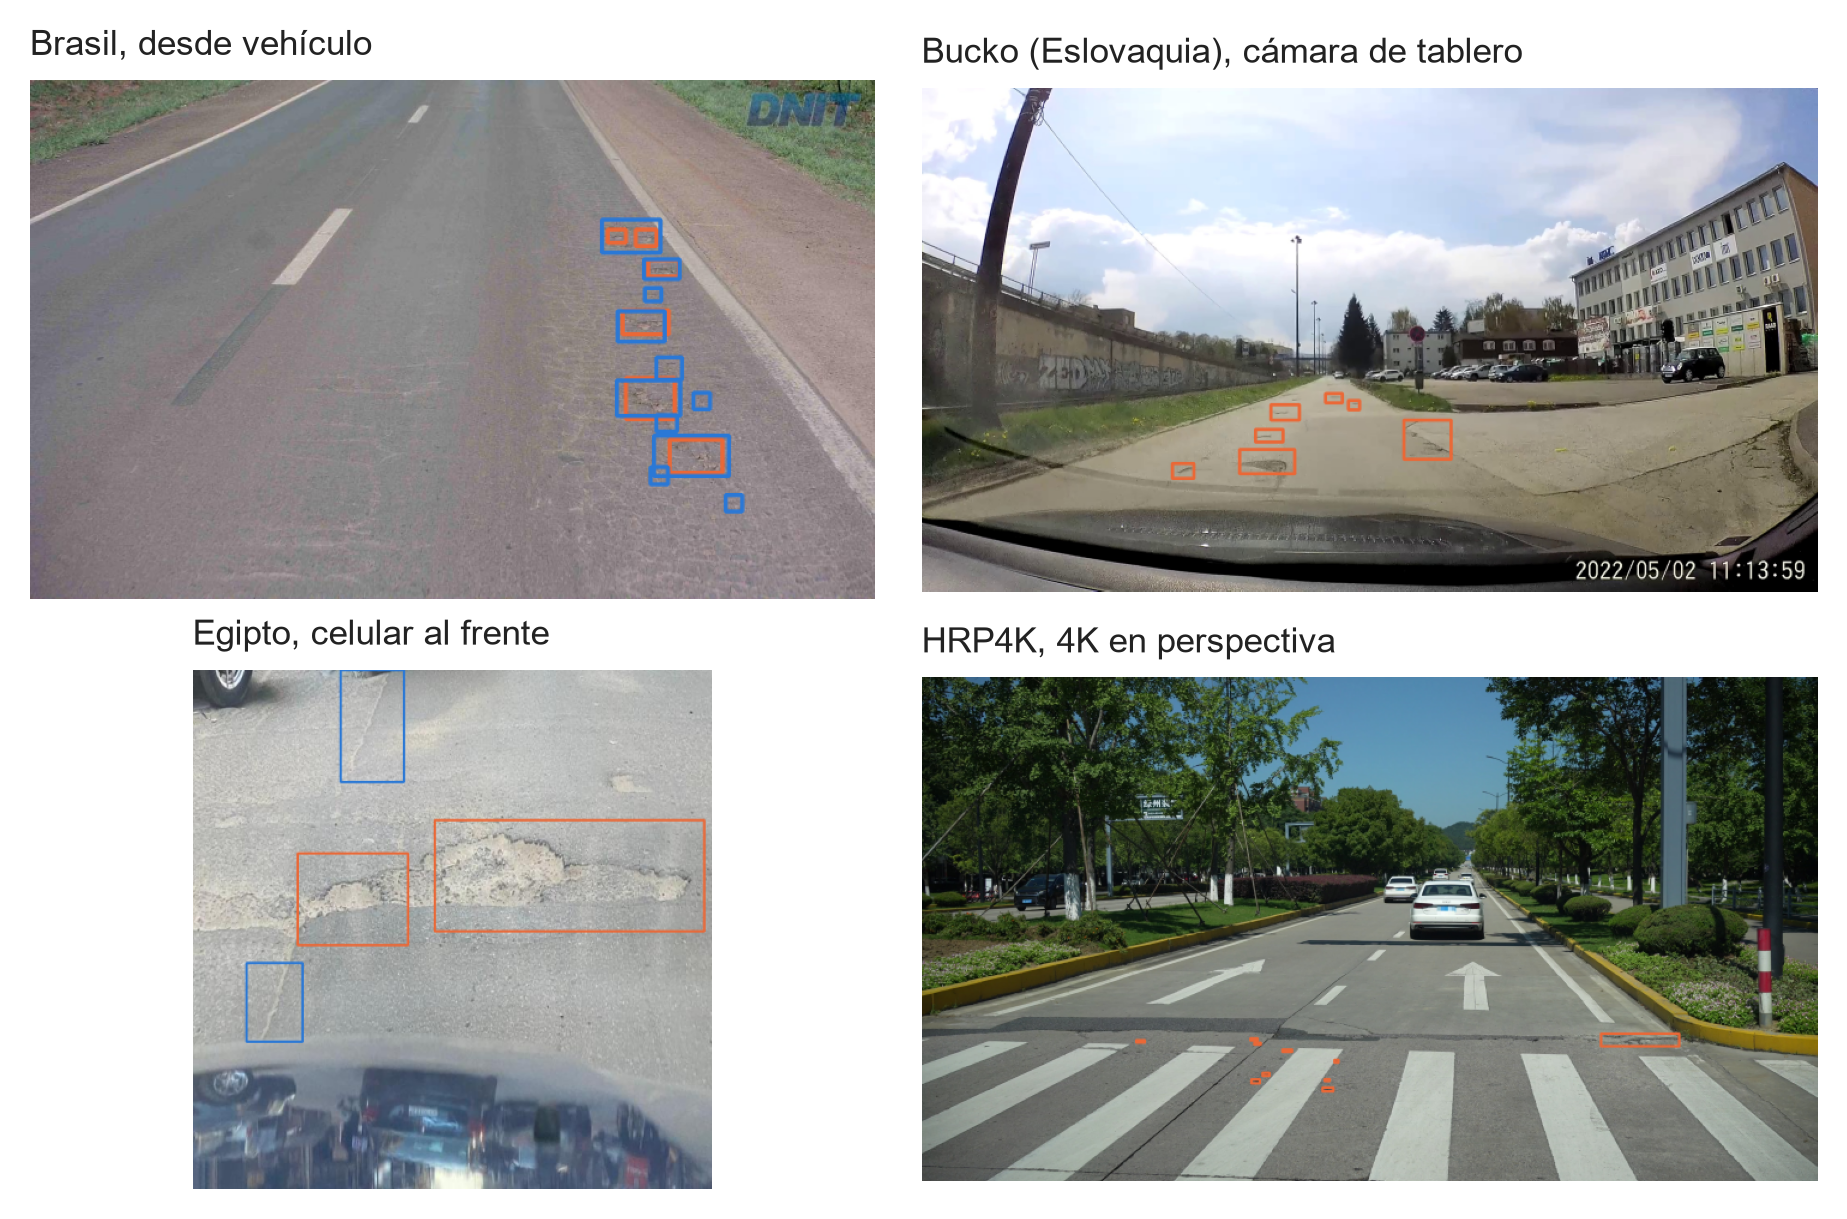 Brasil, desde vehículo
DNIT
Bucko (Eslovaquia), cámara de tablero
2022/05/02 11:13:59
Egipto, celular al frente
HRP4K, 4K en perspectiva